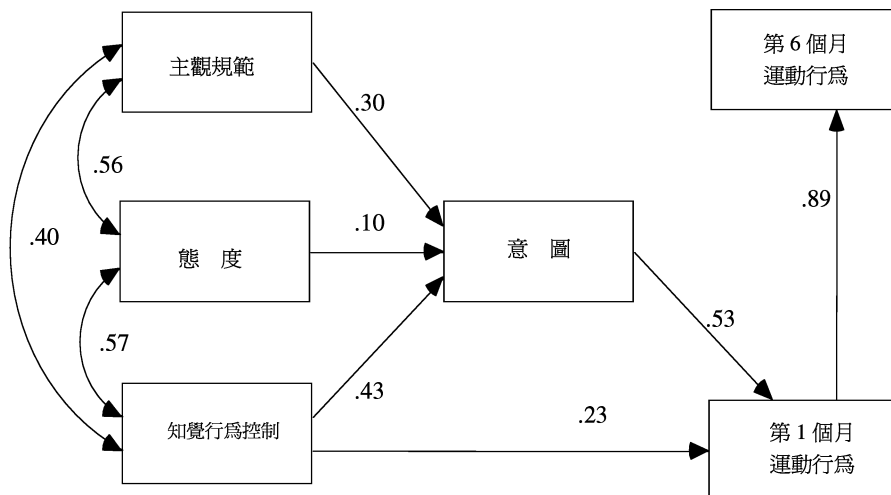 主觀規範
第 6 個月
運動行爲
.30
.56
.89
.40
態　度
.10
意　圖
.57
.53
.43
知覺行爲控制
.23
第 1 個月
運動行爲